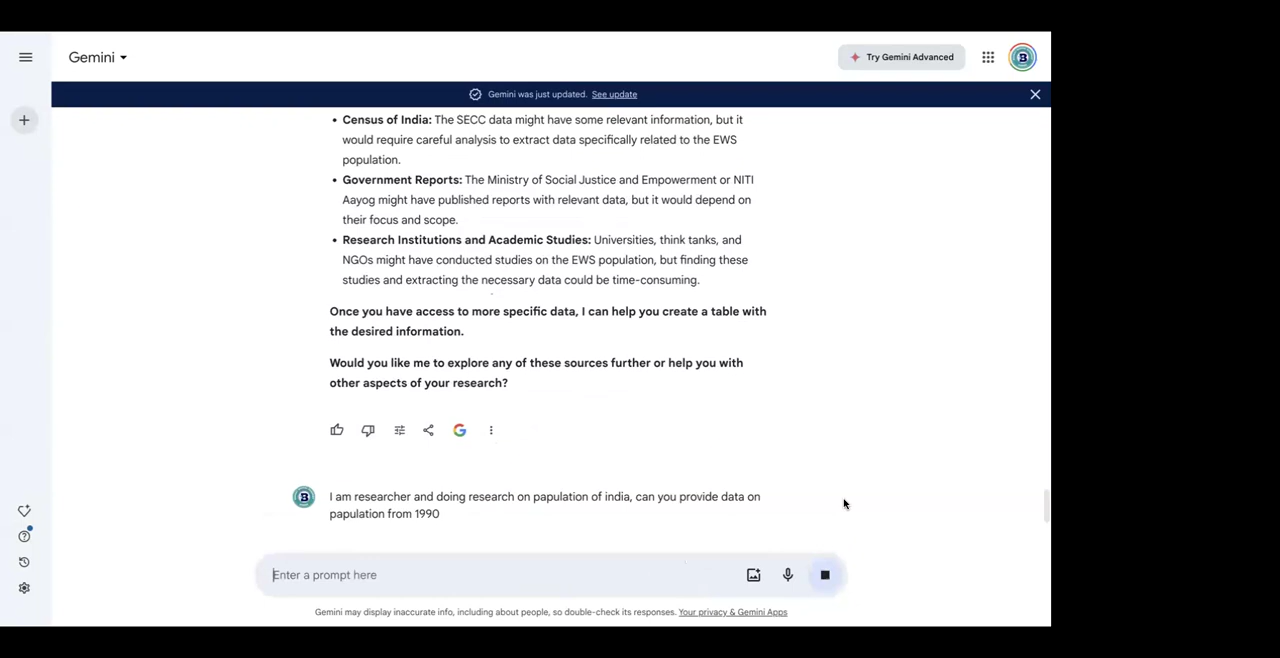 Gemini
Try Gemini Advanced
B
Gemini was just updated. See update
• Census of India: The SECC data might have some relevant information, but it
would require careful analysis to extract data specifically related to the EWS
population.
• Government Reports: The Ministry of Social Justice and Empowerment or NITI
Aayog might have published reports with relevant data, but it would depend on
their focus and scope.
• Research Institutions and Academic Studies: Universities, think tanks, and
NGOs might have conducted studies on the EWS population, but finding these
studies and extracting the necessary data could be time-consuming.
Once you have access to more specific data, I can help you create a table with
the desired information.
Would you like me to explore any of these sources further or help you with
other aspects of your research?
B
I am researcher and doing research on papulation of india, can you provide data on
papulation from 1990
Enter a prompt here
Gemini may display inaccurate info, including about people, so double-check its responses. Your privacy & Gemini Apps